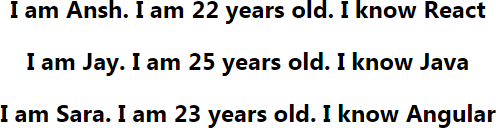 I am Ansh. I am 22 years old. I know React
I am Jay. I am 25 years old. I know Java
I am Sara. I am 23 years old. I know Angular